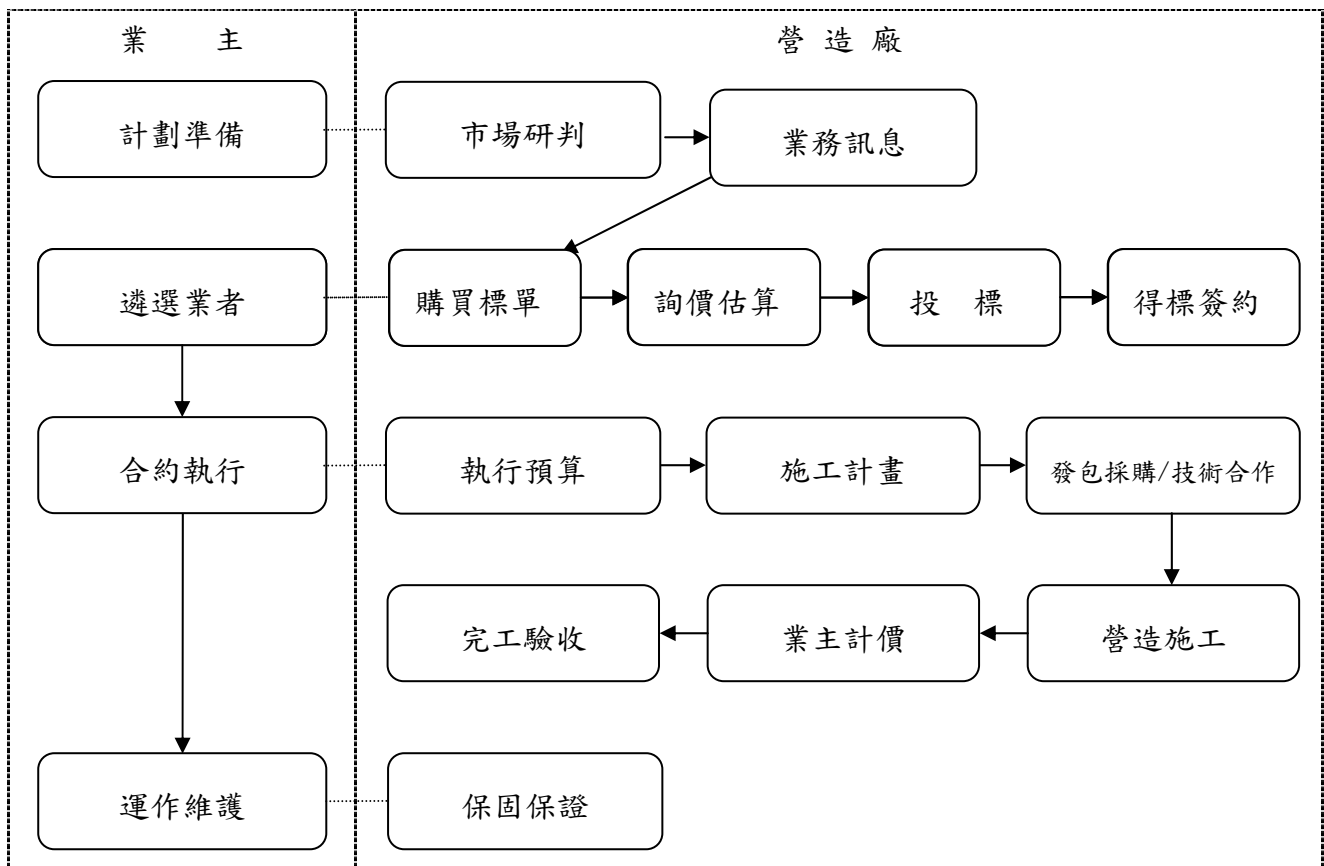 業 主
營 造 廠
計劃準備
市場研判
業務訊息
遴選業者
購買標單
詢價估算
投 標
得標簽約
合約執行
執行預算
施工計畫
發包採購/技術合作
完工驗收
業主計價
營造施工
運作維護
保固保證